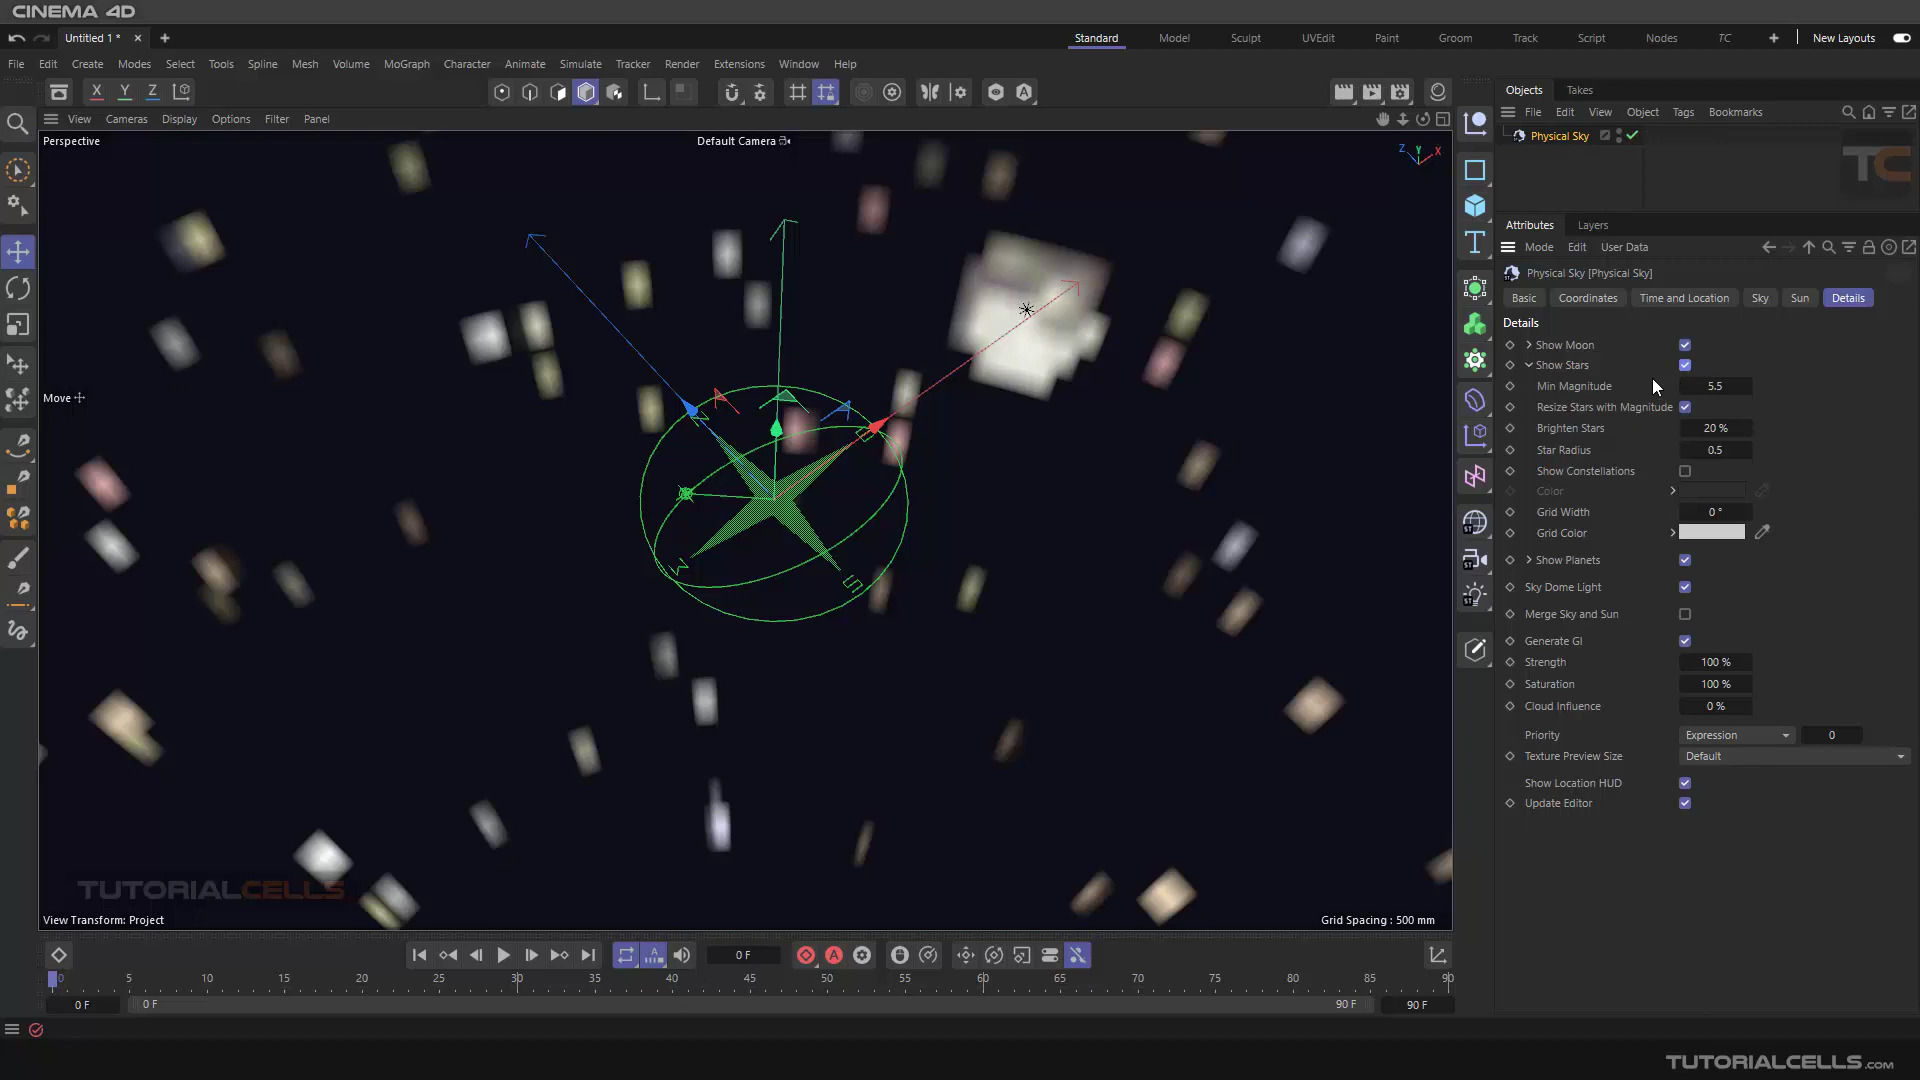 CINEMA 4D
Untitled 1 *
Standard
Model
Sculpt
UVEdit
Paint
Groom
Track
Script
Nodes
TC
New Layouts
File
Edit
Create
Modes
Select
Tools
Spline
Mesh
Volume
MoGraph
Character
Animate
Simulate
Tracker
Render
Extensions
Window
Help
X
Y
Z
Objects
Takes
View
Cameras
Display
Options
Filter
Panel
File
Edit
View
Object
Tags
Bookmarks
Perspective
Default Camera
Z
Y
X
Physical Sky
TC
Attributes
Layers
Mode
Edit
User Data
Physical Sky [Physical Sky]
Basic
Coordinates
Time and Location
Sky
Sun
Details
Details
Show Moon
Show Stars
Min Magnitude
5.5
Resize Stars with Magnitude
Brighten Stars
20 %
Star Radius
0.5
Show Constellations
Color
Grid Width
0 °
Grid Color
Show Planets
Sky Dome Light
Merge Sky and Sun
Generate GI
Strength
100 %
Saturation
100 %
Cloud Influence
0 %
Priority
Expression
0
Texture Preview Size
Default
Show Location HUD
Update Editor
Move
TUTORIALCELLS
View Transform: Project
Grid Spacing : 500 mm
0 F
0
5
10
15
20
25
30
35
40
45
50
55
60
65
70
75
80
85
90
0 F
0 F
90 F
90 F
TUTORIALCELLS.com